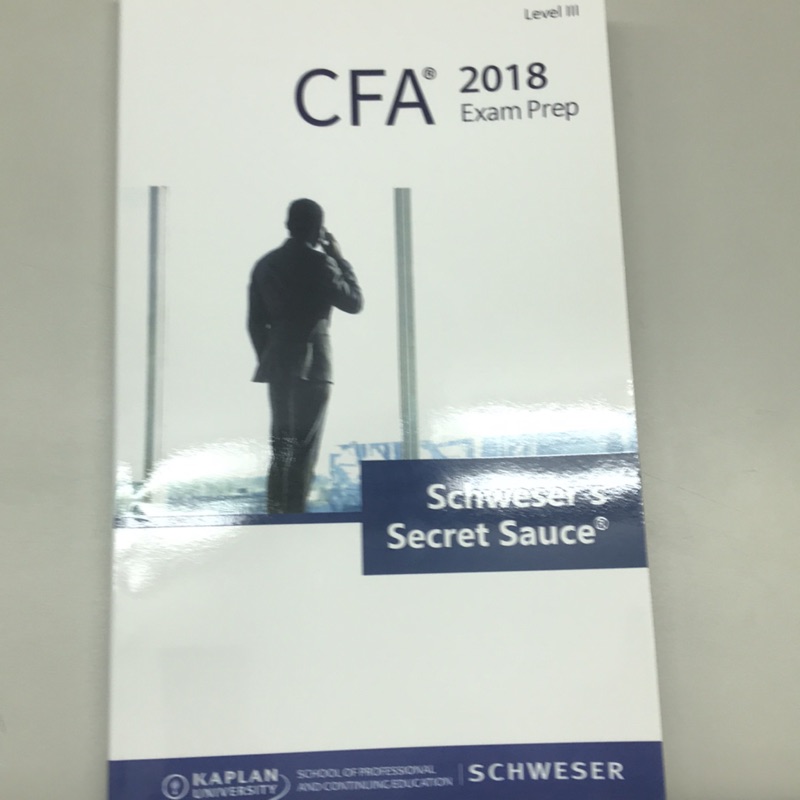 Level III
CFA® 2018
Exam Prep
Schweser's
Secret Sauce®
KAPLAN
UNIVERSITY
SCHOOL OF PROFESSIONAL
AND CONTINUING EDUCATION
SCHWESER